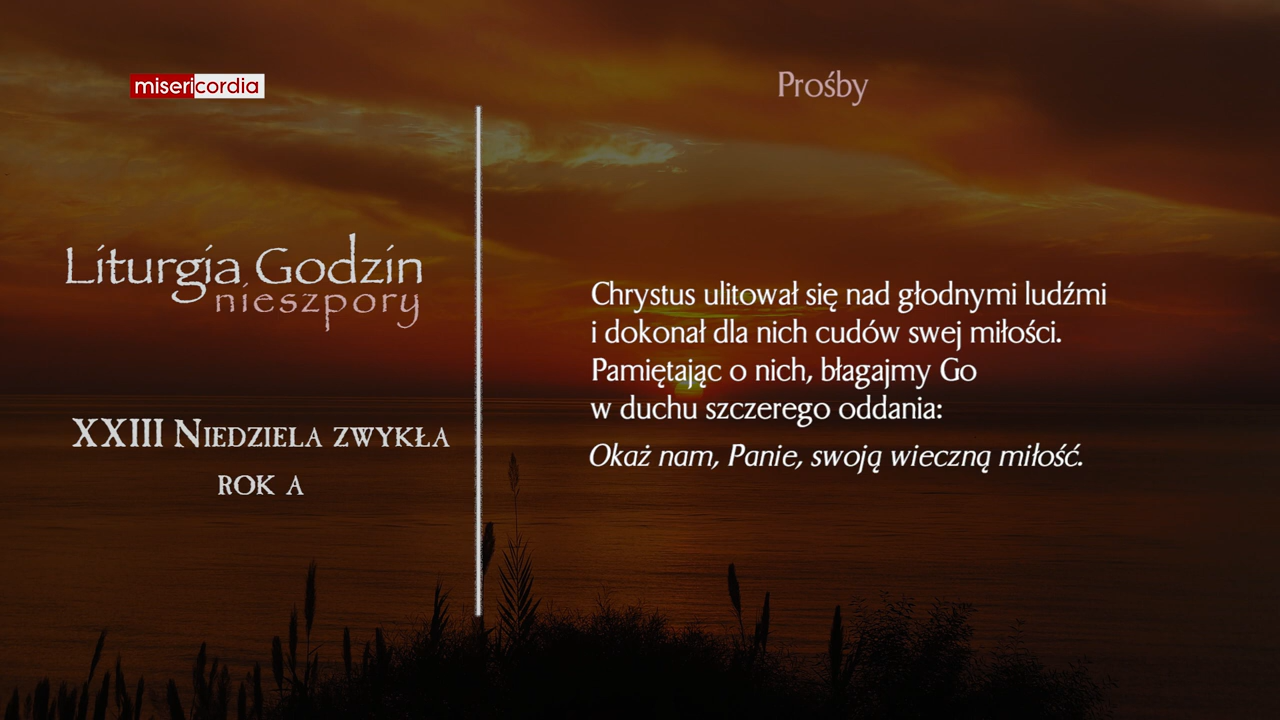 misericordia
Liturgia Godzin
nieszpory
XXIII Niedziela zwykła
rok a
Prośby
Chrystus ulitował się nad głodnymi ludźmi
i dokonał dla nich cudów swej miłości.
Pamiętając o nich, błagajmy Go
w duchu szczerego oddania:
Okaż nam, Panie, swoją wieczną miłość.